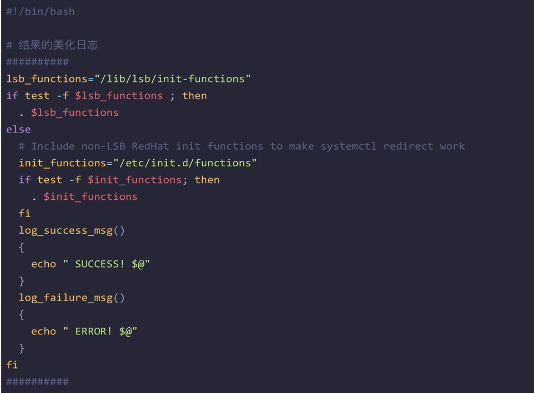 #!/bin/bash
# 结果的美化日志
##########
lsb_functions="/lib/lsb/init-functions"
if test -f $lsb_functions ; then
  . $lsb_functions
else
  # Include non-LSB RedHat init functions to make systemctl redirect work
  init_functions="/etc/init.d/functions"
  if test -f $init_functions; then
    . $init_functions
  fi
  log_success_msg()
  {
    echo " SUCCESS! $@"
  }
  log_failure_msg()
  {
    echo " ERROR! $@"
  }
fi
##########